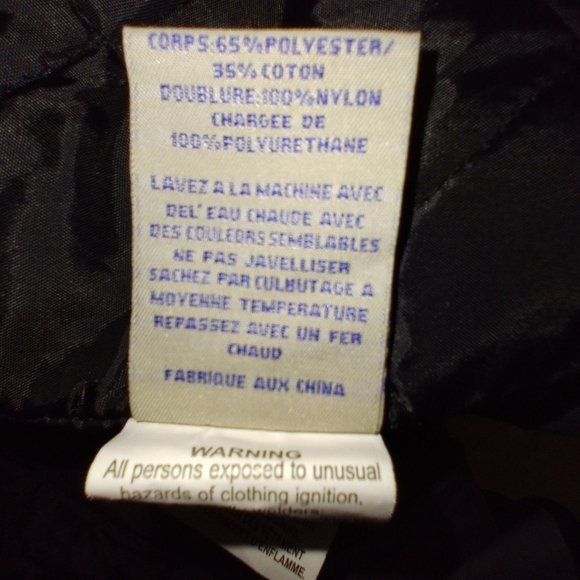 CORPS:65%POLYESTER/
35% COTON
DOUBLURE:100%NYLON
CHARGEE DE
100%POLYURETHANE
LAVEZ A LA MACHINE AVEC
DEL' EAU CHAUDE AVEC
DES COULEORS SEMBLABLES
NE PAS JAVELLISER
SACHEZ PAR CULBUTAGE A
MOYENNE TEMPERATURE
REPASSEZ AVEC UN FER
CHAUD
FABRIQUE AUX CHINA
WARNING
All persons exposed to unusual
hazards of clothing ignition,
welders,